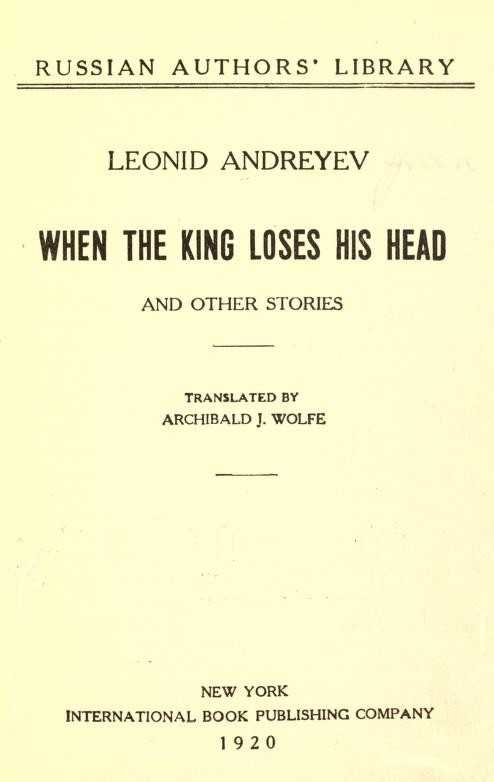 RUSSIAN AUTHORS' LIBRARY
LEONID ANDREYEV
WHEN THE KING LOSES HIS HEAD
AND OTHER STORIES
TRANSLATED BY
ARCHIBALD J. WOLFE
NEW YORK
INTERNATIONAL BOOK PUBLISHING COMPANY
1920